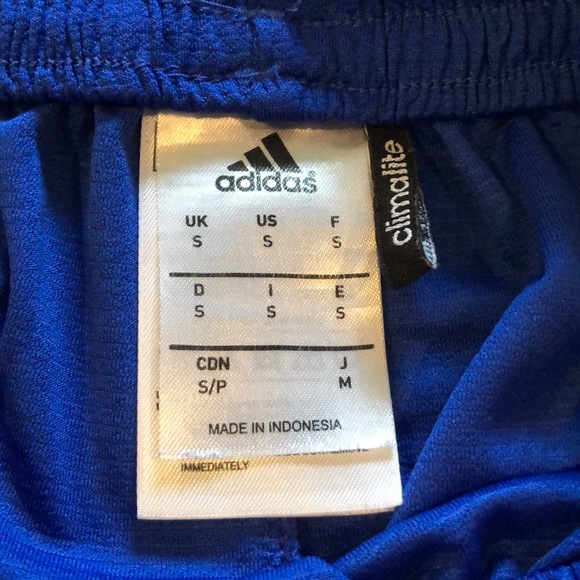 adidas
climalite
UK US F
S S S
D I E
S S S
CDN J
S/P M
MADE IN INDONESIA
IMMEDIATELY